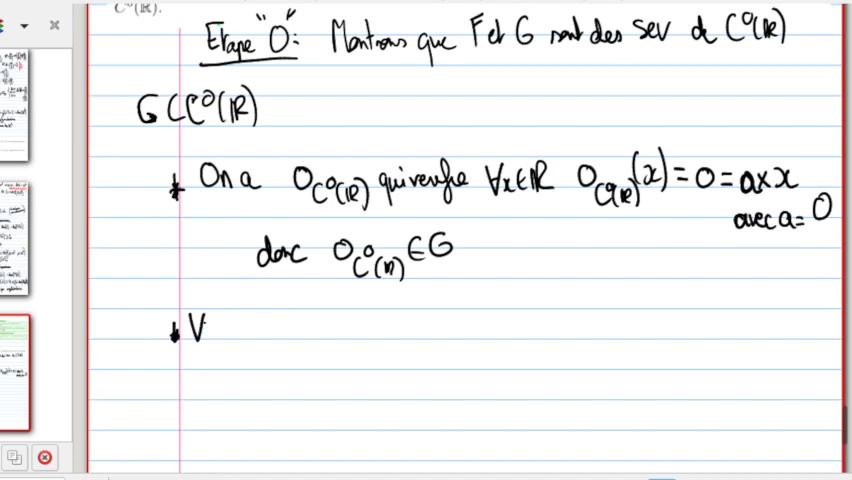 C⁰(ℝ).
Etape "0": Montrons que F et G sont des sev de C⁰(ℝ)
G ⊂ C⁰(ℝ)
* On a 0_{C⁰(ℝ)} qui vérifie ∀x∈ℝ 0_{C⁰(ℝ)}(x) = 0 = a×x
avec a = 0
donc 0_{C⁰(ℝ)} ∈ G
* ∀